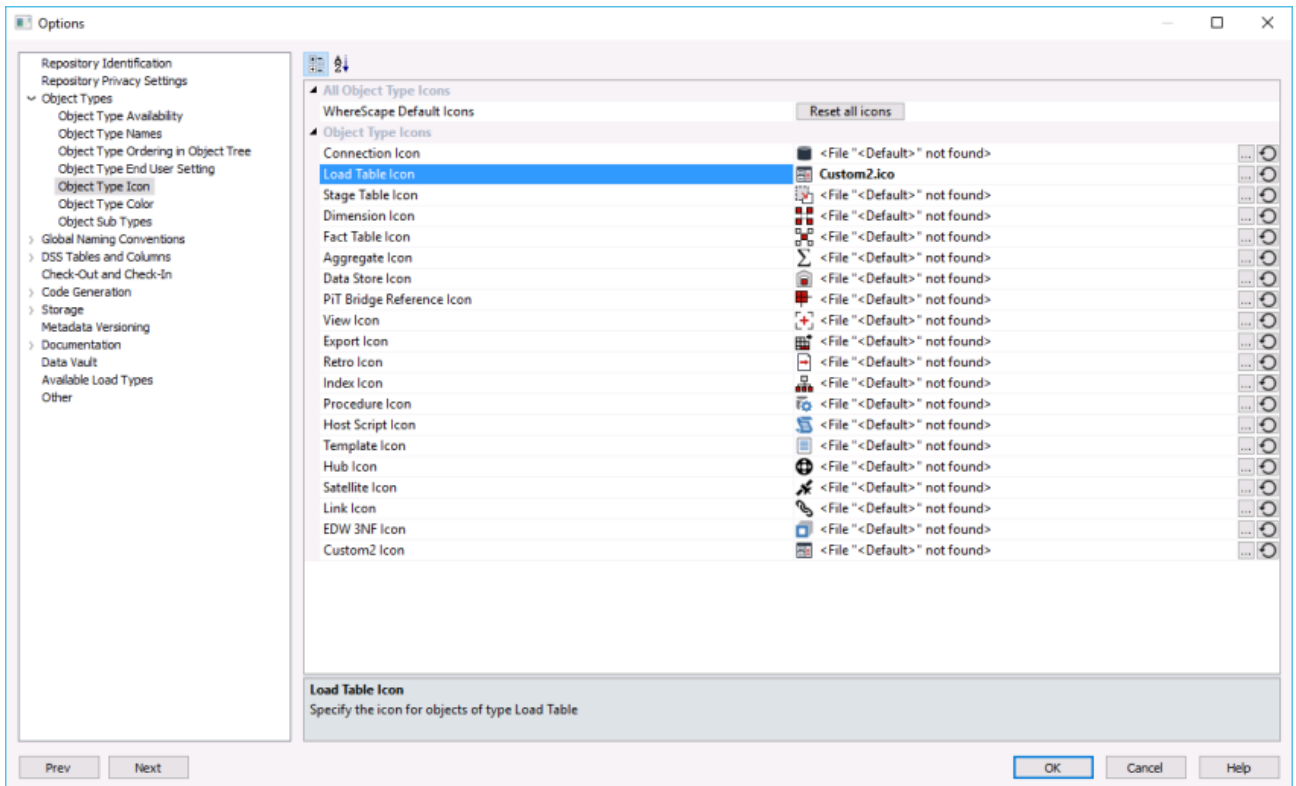 Options
Repository Identification
Repository Privacy Settings
Object Types
Object Type Availability
Object Type Names
Object Type Ordering in Object Tree
Object Type End User Setting
Object Type Icon
Object Type Color
Object Sub Types
Global Naming Conventions
DSS Tables and Columns
Check-Out and Check-In
Code Generation
Storage
Metadata Versioning
Documentation
Data Vault
Available Load Types
Other
All Object Type Icons
WhereScape Default Icons Reset all icons
Object Type Icons
Connection Icon <File "<Default>" not found> ...
Load Table Icon Custom2.ico ...
Stage Table Icon <File "<Default>" not found> ...
Dimension Icon <File "<Default>" not found> ...
Fact Table Icon <File "<Default>" not found> ...
Aggregate Icon <File "<Default>" not found> ...
Data Store Icon <File "<Default>" not found> ...
PiT Bridge Reference Icon <File "<Default>" not found> ...
View Icon <File "<Default>" not found> ...
Export Icon <File "<Default>" not found> ...
Retro Icon <File "<Default>" not found> ...
Index Icon <File "<Default>" not found> ...
Procedure Icon <File "<Default>" not found> ...
Host Script Icon <File "<Default>" not found> ...
Template Icon <File "<Default>" not found> ...
Hub Icon <File "<Default>" not found> ...
Satellite Icon <File "<Default>" not found> ...
Link Icon <File "<Default>" not found> ...
EDW 3NF Icon <File "<Default>" not found> ...
Custom2 Icon <File "<Default>" not found> ...
Load Table Icon
Specify the icon for objects of type Load Table
Prev Next OK Cancel Help